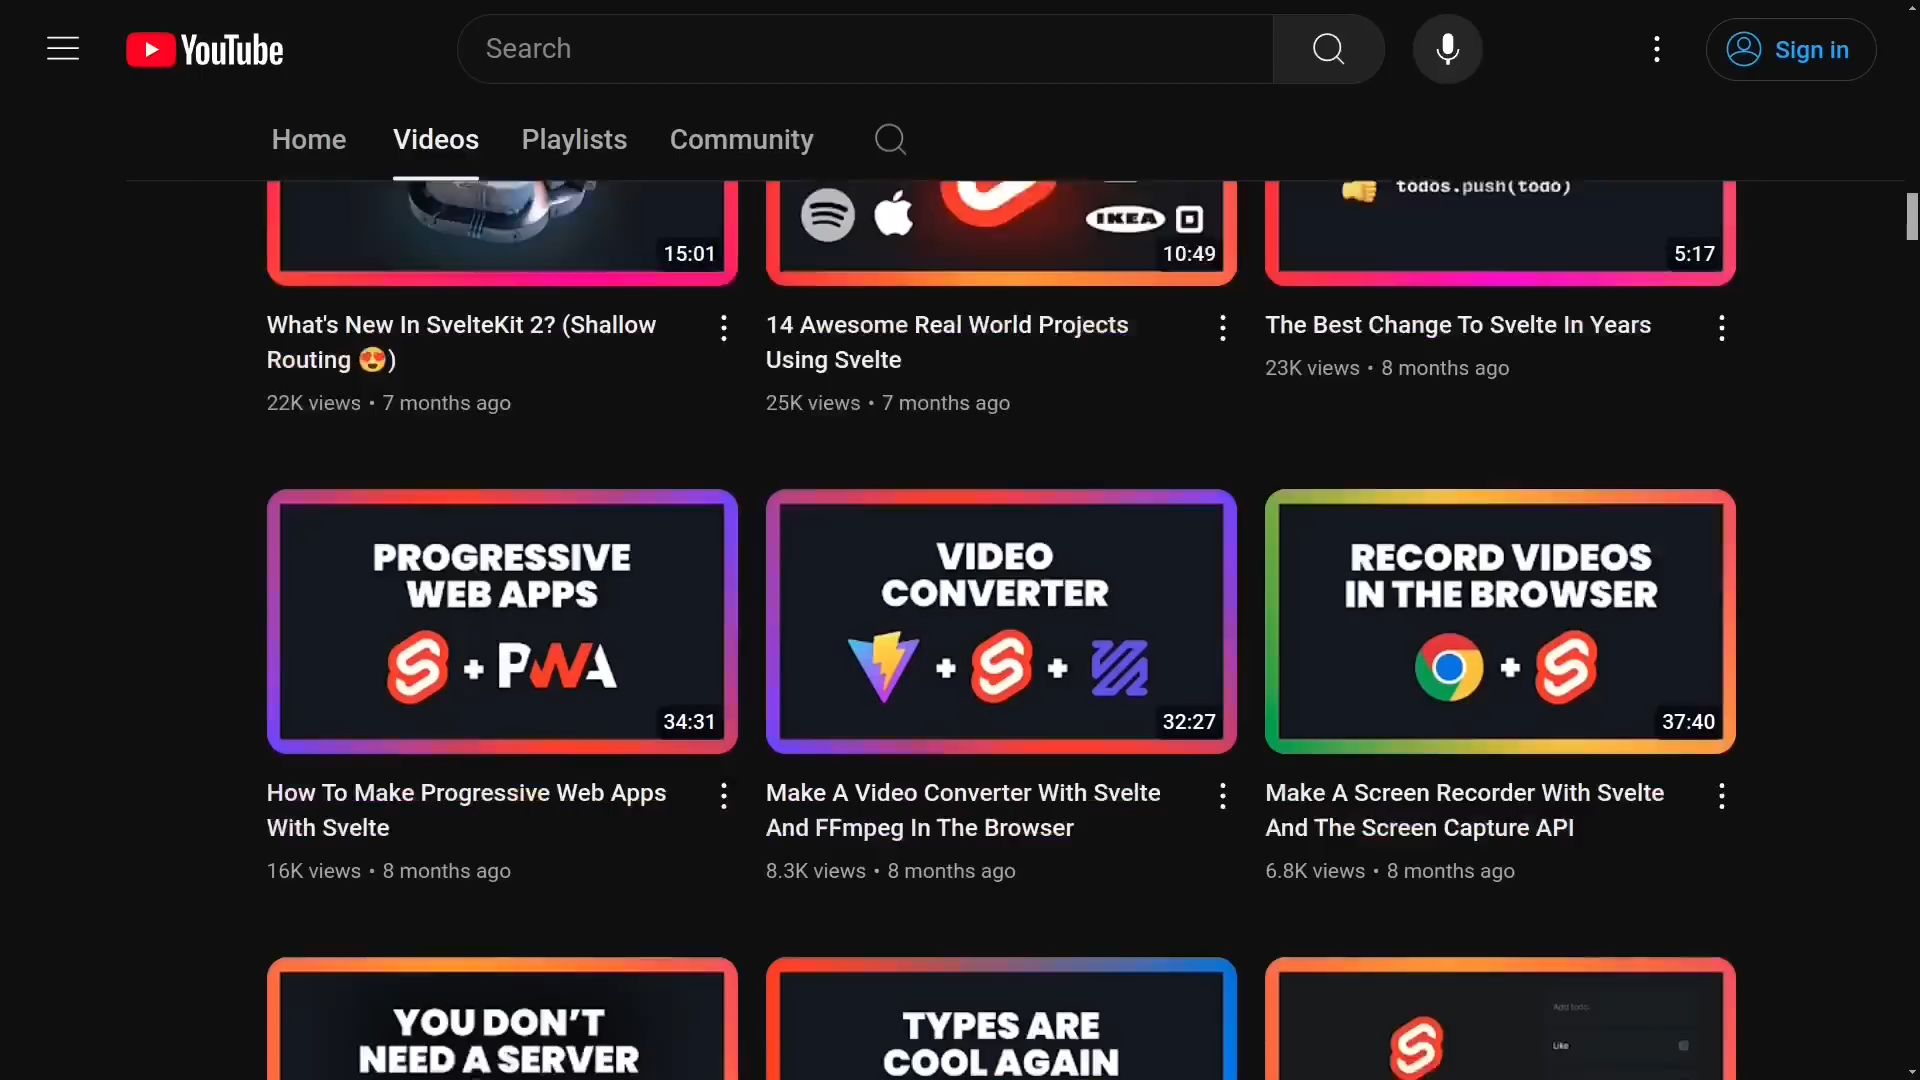 YouTube
Search
Sign in
Home
Videos
Playlists
Community
todos.push(todo)
IKEA
15:01
10:49
5:17
What's New In SvelteKit 2? (Shallow
Routing 😍)
22K views • 7 months ago
14 Awesome Real World Projects
Using Svelte
25K views • 7 months ago
The Best Change To Svelte In Years
23K views • 8 months ago
PROGRESSIVE
WEB APPS
+ PWA
34:31
VIDEO
CONVERTER
+ +
32:27
RECORD VIDEOS
IN THE BROWSER
+
37:40
How To Make Progressive Web Apps
With Svelte
16K views • 8 months ago
Make A Video Converter With Svelte
And FFmpeg In The Browser
8.3K views • 8 months ago
Make A Screen Recorder With Svelte
And The Screen Capture API
6.8K views • 8 months ago
YOU DON'T
NEED A SERVER
TYPES ARE
COOL AGAIN
Add todo
Like